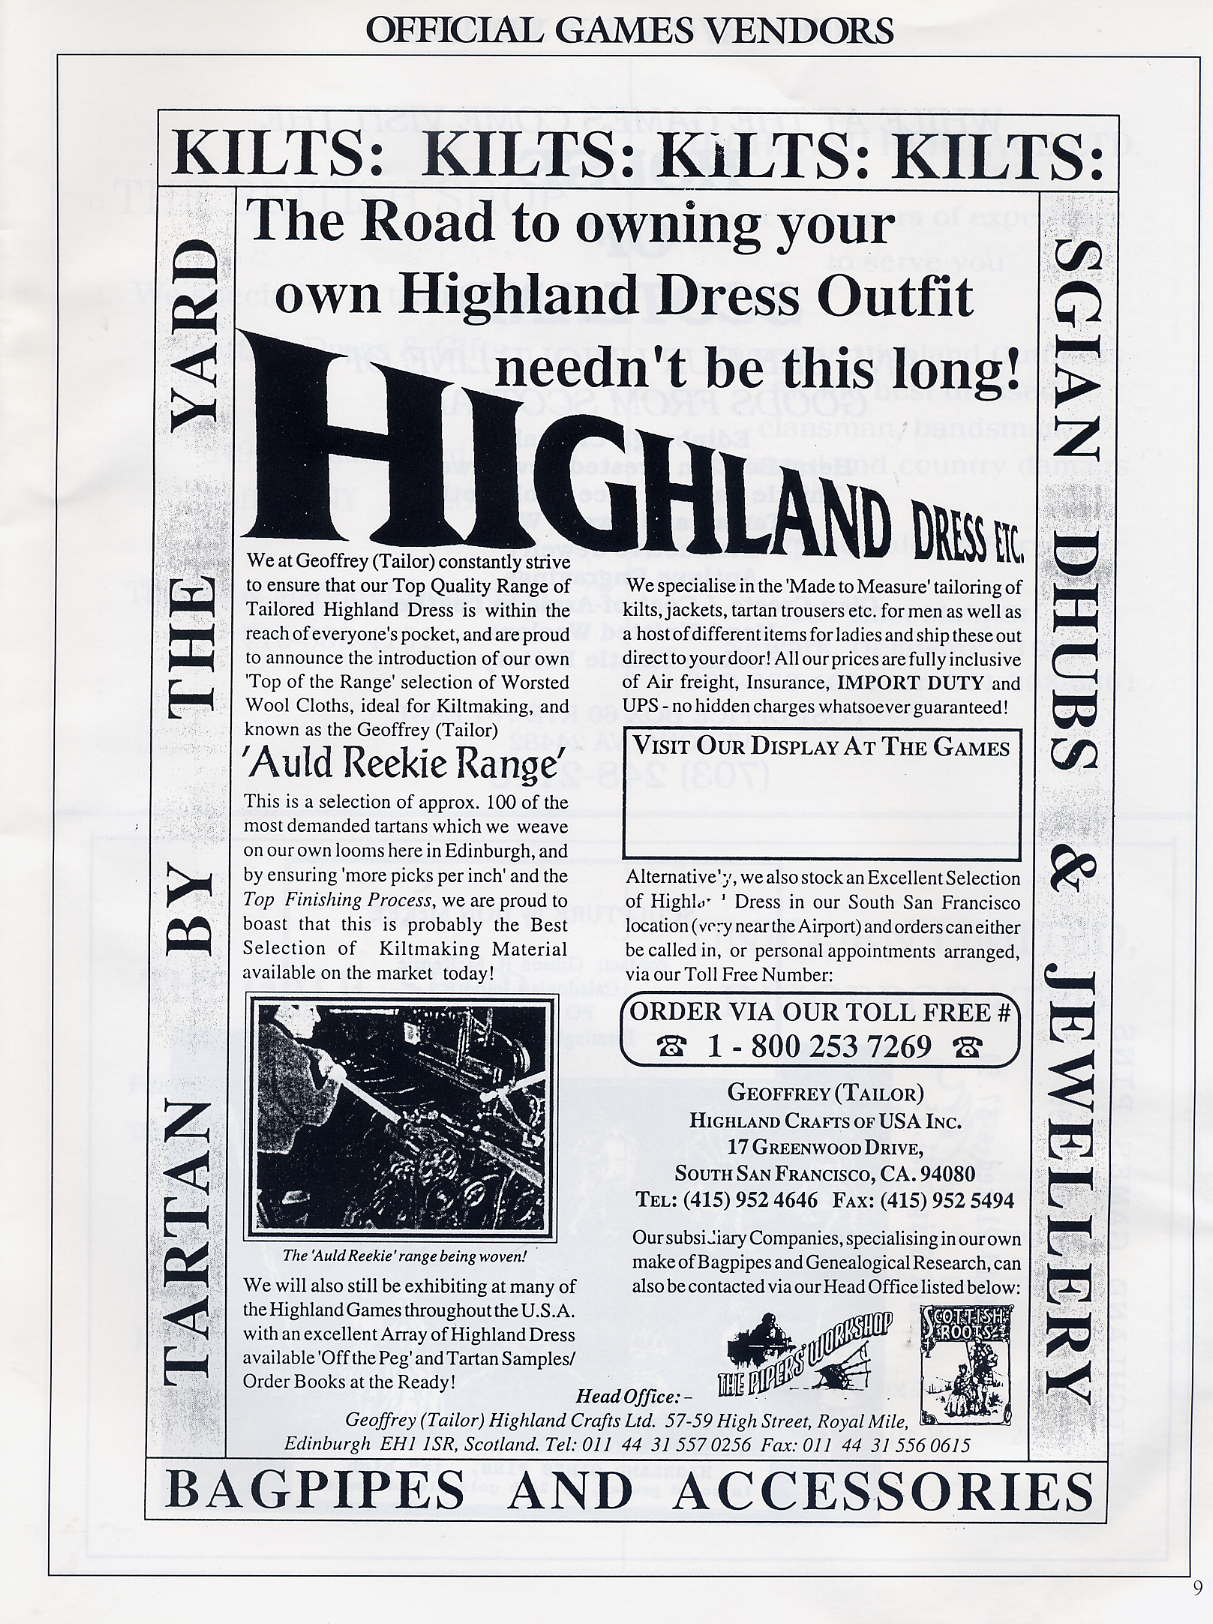 OFFICIAL GAMES VENDORS
KILTS: KILTS: KILTS: KILTS:
TARTAN BY THE YARD
The Road to owning your
own Highland Dress Outfit
needn't be this long!
HIGHLAND DRESS ETC.
We at Geoffrey (Tailor) constantly strive
to ensure that our Top Quality Range of
Tailored Highland Dress is within the
reach of everyone's pocket, and are proud
to announce the introduction of our own
'Top of the Range' selection of Worsted
Wool Cloths, ideal for Kiltmaking, and
known as the Geoffrey (Tailor)
'Auld Reekie Range'
This is a selection of approx. 100 of the
most demanded tartans which we weave
on our own looms here in Edinburgh, and
by ensuring 'more picks per inch' and the
Top Finishing Process, we are proud to
boast that this is probably the Best
Selection of Kiltmaking Material
available on the market today!
The 'Auld Reekie' range being woven!
We will also still be exhibiting at many of
the Highland Games throughout the U.S.A.
with an excellent Array of Highland Dress
available 'Off the Peg' and Tartan Samples/
Order Books at the Ready!
We specialise in the 'Made to Measure' tailoring of
kilts, jackets, tartan trousers etc. for men as well as
a host of different items for ladies and ship these out
direct to your door! All our prices are fully inclusive
of Air freight, Insurance, IMPORT DUTY and
UPS - no hidden charges whatsoever guaranteed!
VISIT OUR DISPLAY AT THE GAMES
Alternatively, we also stock an Excellent Selection
of Highland Dress in our South San Francisco
location (very near the Airport) and orders can either
be called in, or personal appointments arranged,
via our Toll Free Number:
ORDER VIA OUR TOLL FREE #
☎ 1 - 800 253 7269 ☎
GEOFFREY (TAILOR)
HIGHLAND CRAFTS OF USA INC.
17 GREENWOOD DRIVE,
SOUTH SAN FRANCISCO, CA. 94080
TEL: (415) 952 4646 FAX: (415) 952 5494
Our subsidiary Companies, specialising in our own
make of Bagpipes and Genealogical Research, can
also be contacted via our Head Office listed below:
THE PIPERS' WORKSHOP
SCOTTISH
ROOTS
Head Office: -
Geoffrey (Tailor) Highland Crafts Ltd. 57-59 High Street, Royal Mile,
Edinburgh EH1 1SR, Scotland. Tel: 011 44 31 557 0256 Fax: 011 44 31 556 0615
SGIAN DHUBS & JEWELLERY
BAGPIPES AND ACCESSORIES
9